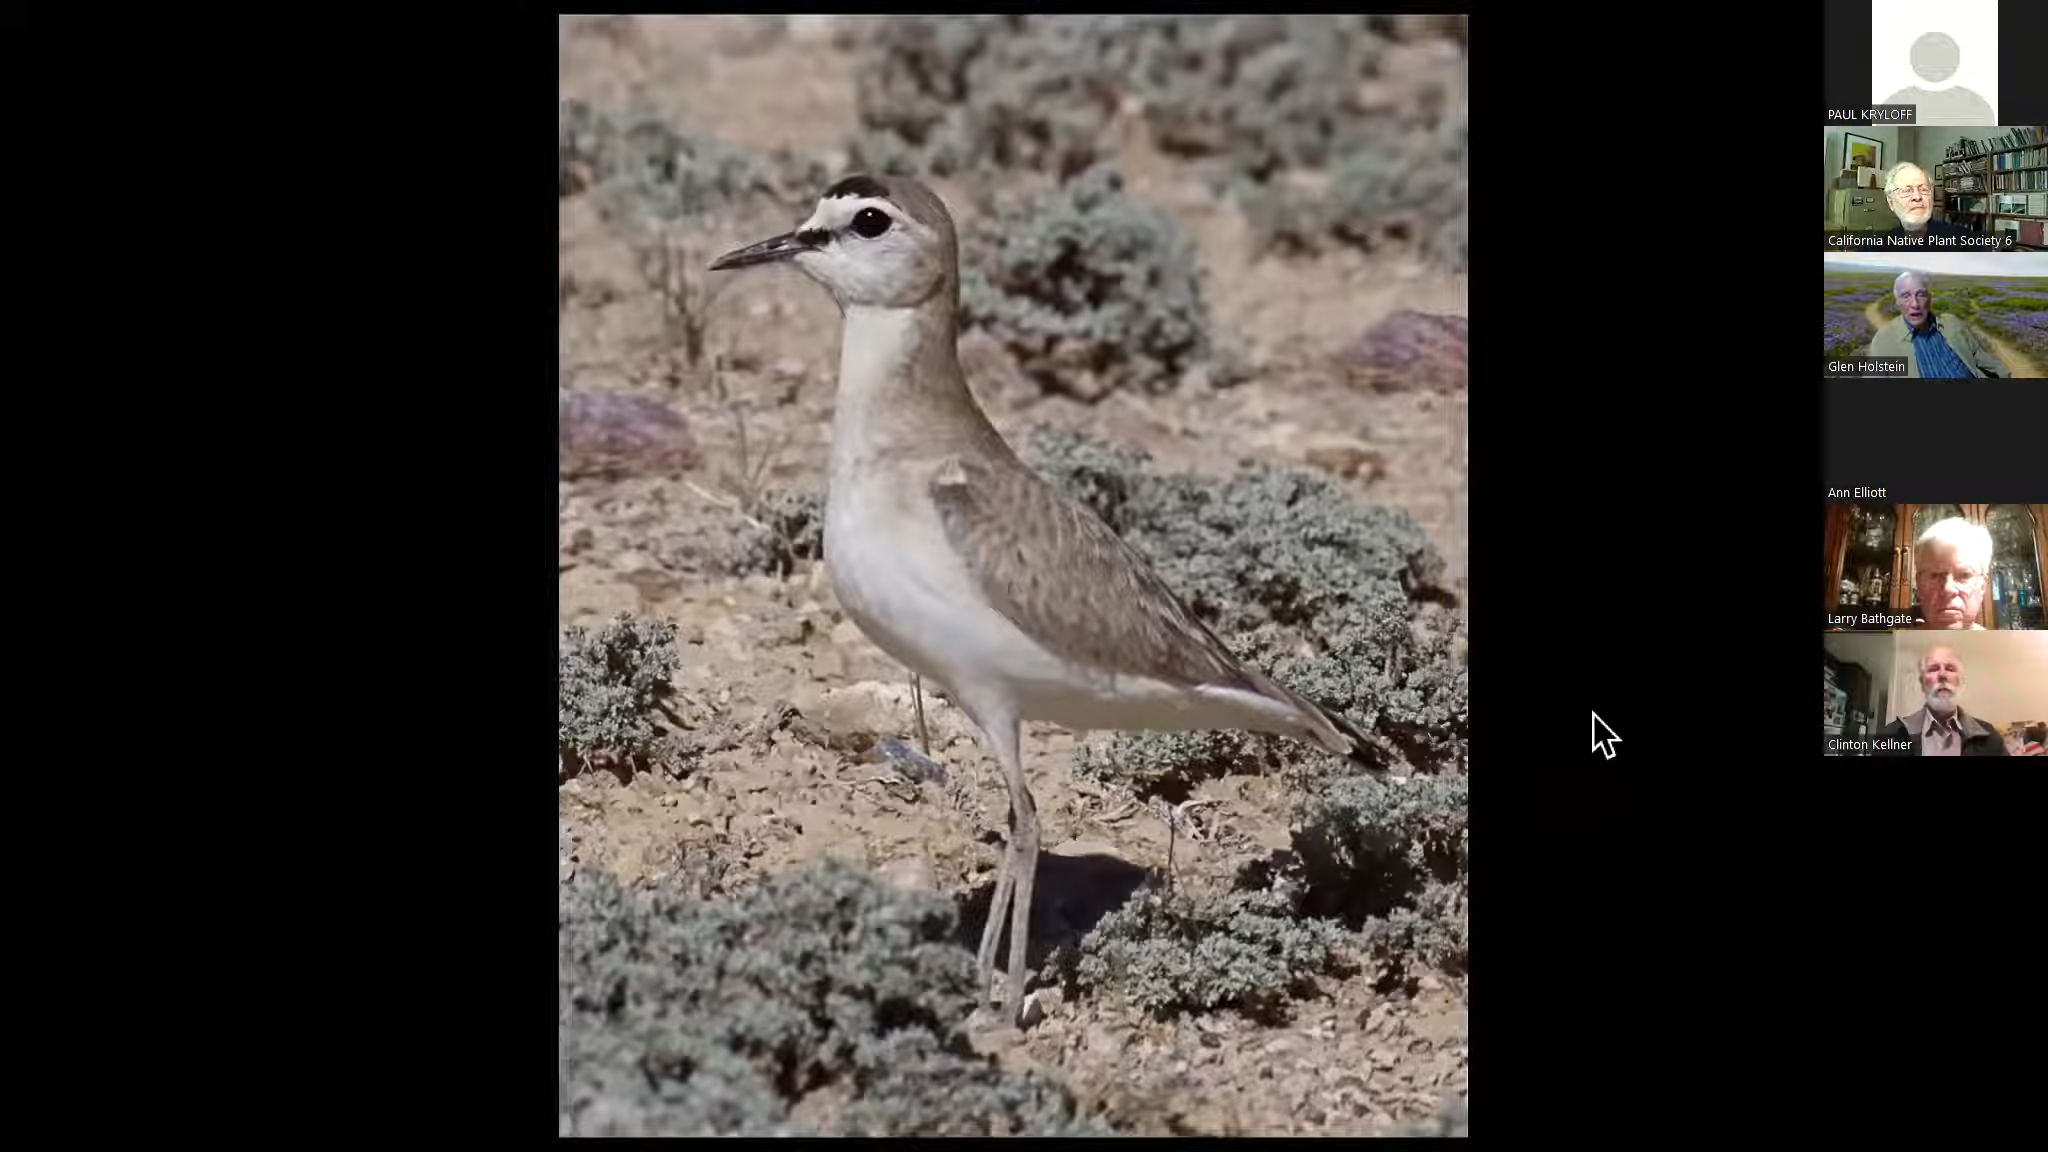 PAUL KRYLOFF
California Native Plant Society 6
Glen Holstein
Ann Elliott
Larry Bathgate
Clinton Kellner